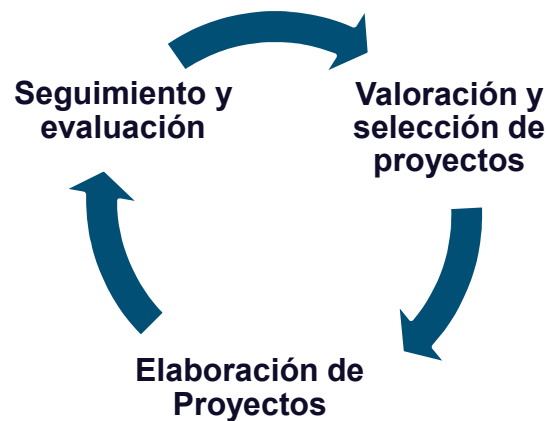 Seguimiento y
evaluación
Valoración y
selección de
proyectos
Elaboración de
Proyectos